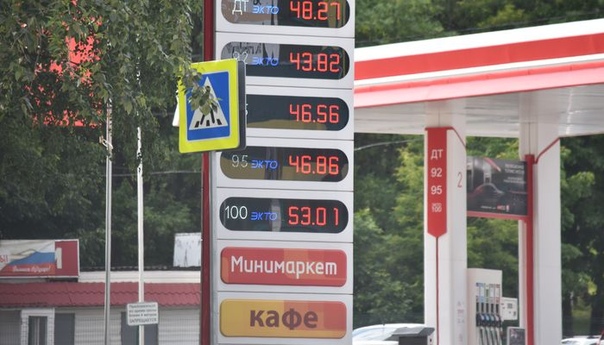 ДТ ЭКТО 48.27
92 ЭКТО 43.82
46.56
95 ЭКТО 46.86
100 ЭКТО 53.01
Минимаркет
кафе
ДТ
92
95
2